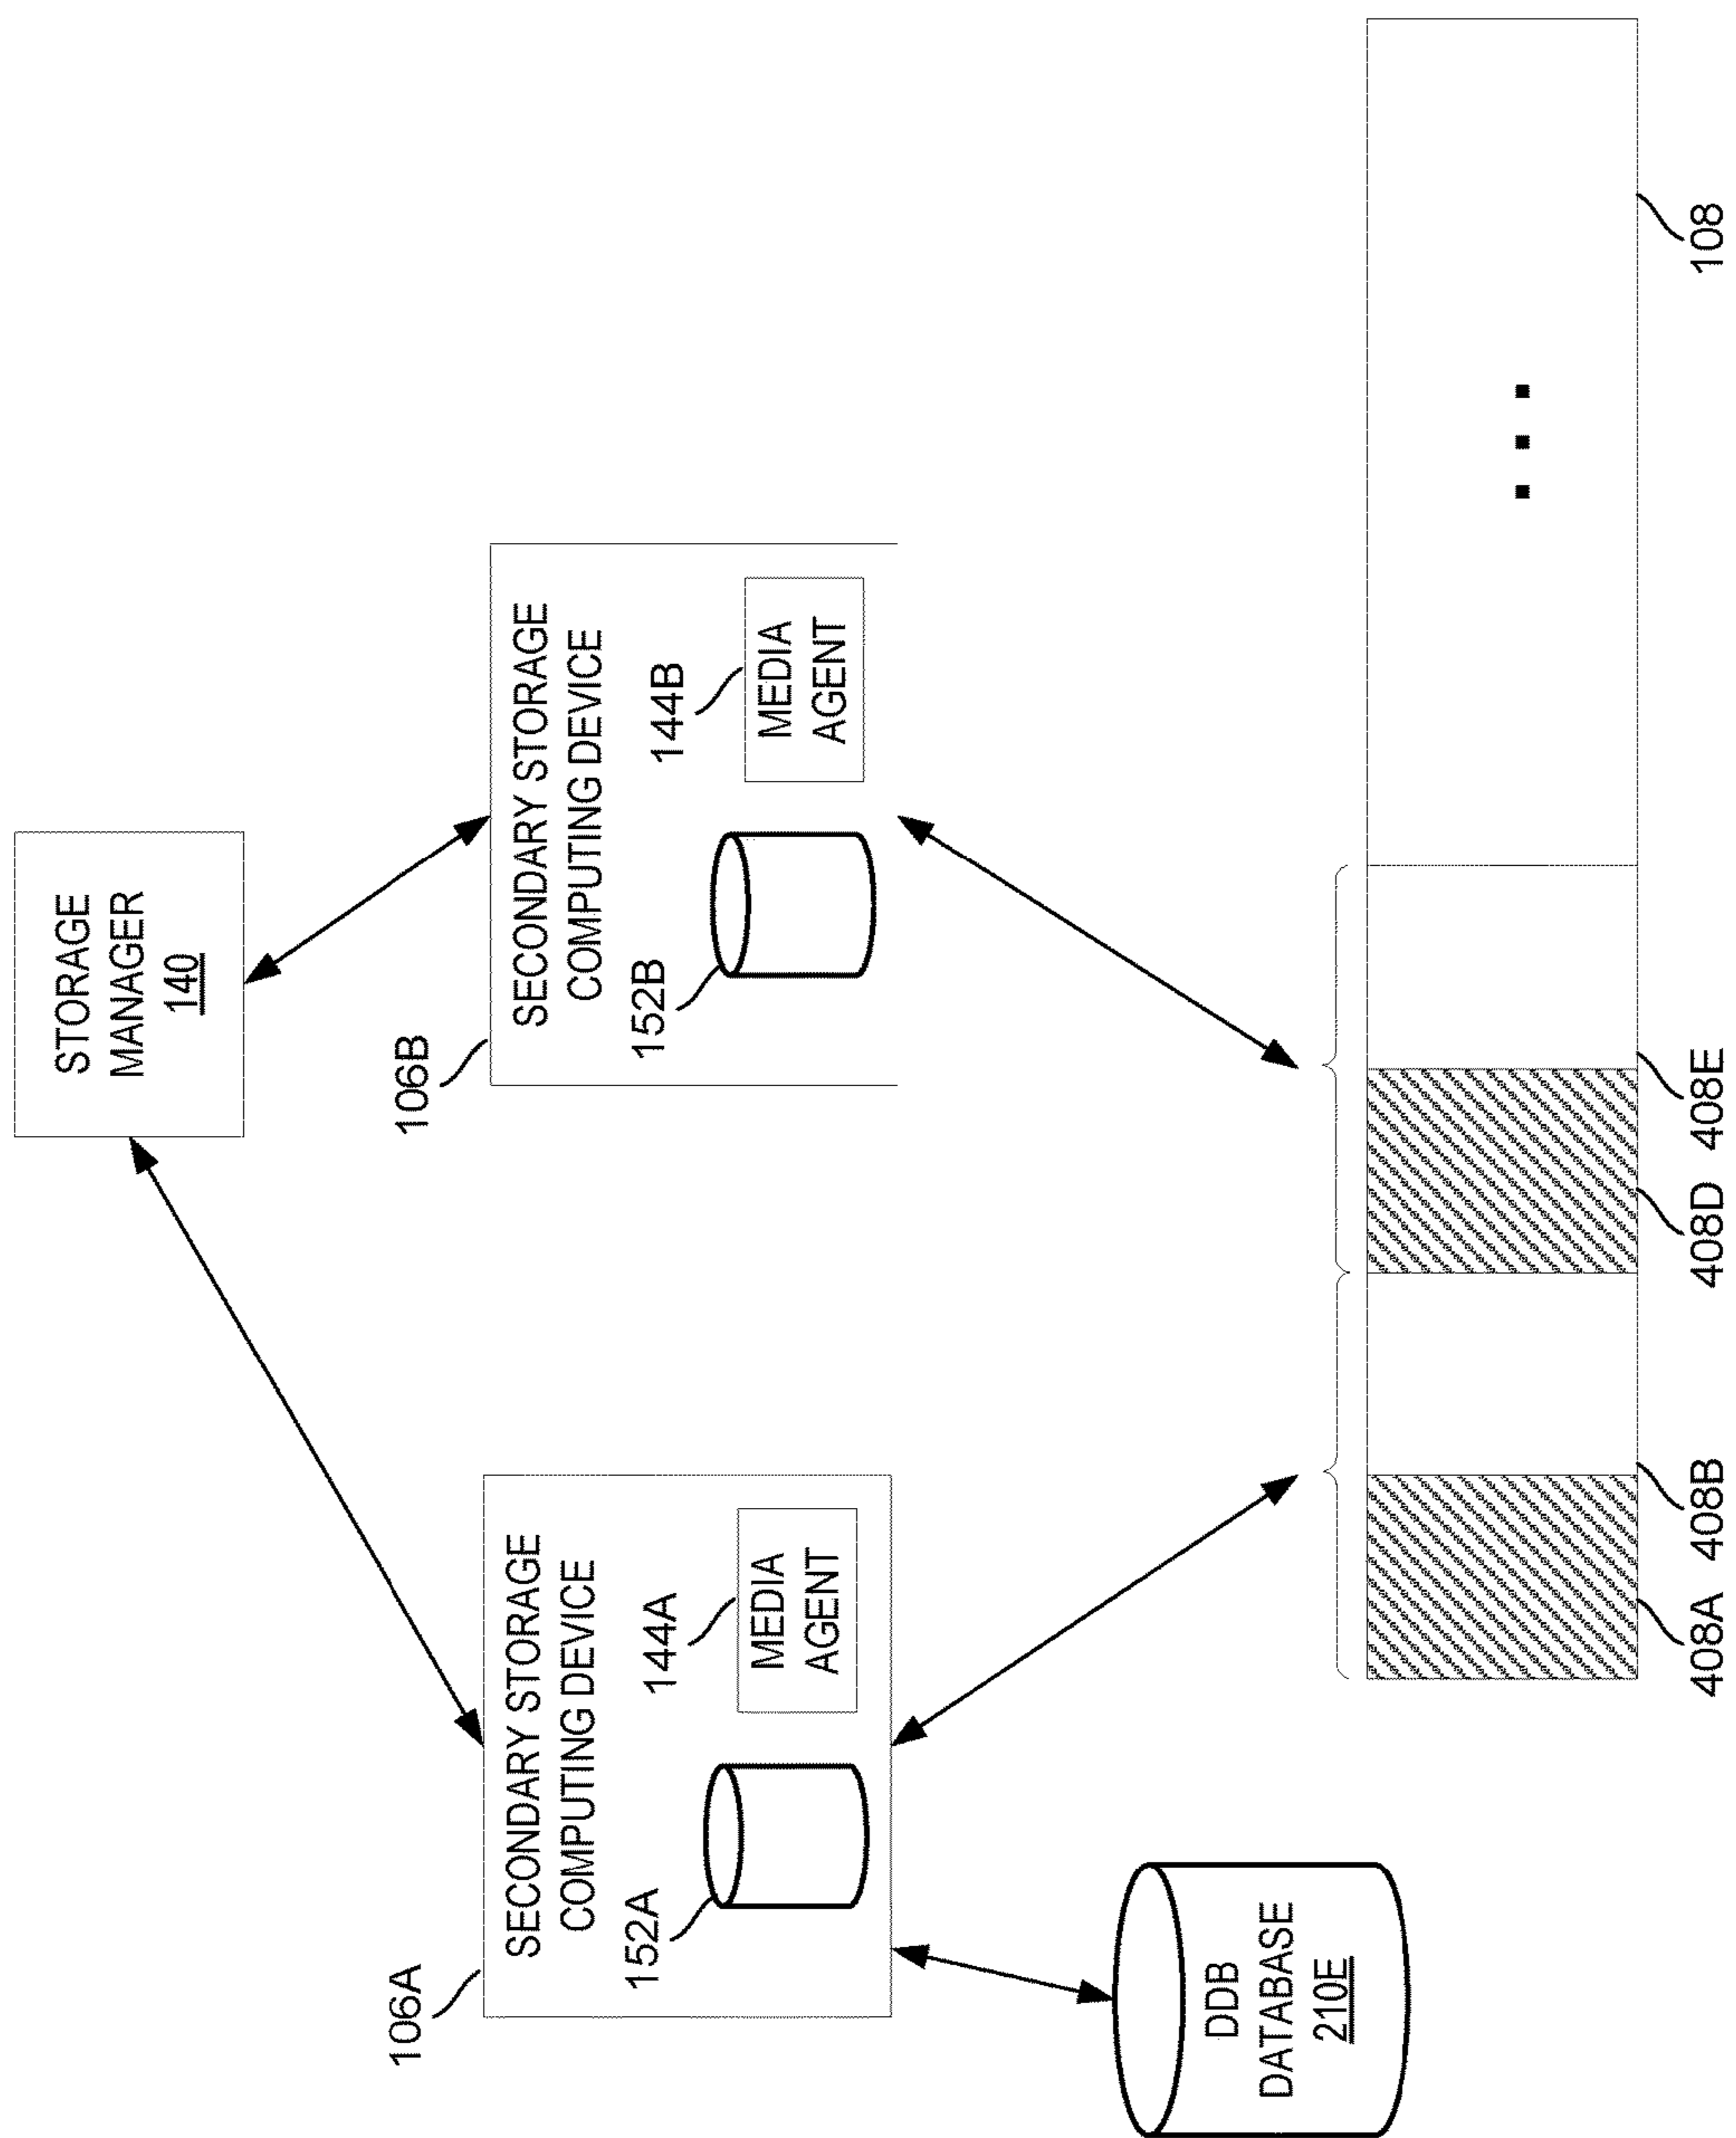 STORAGE
MANAGER
140
106A
SECONDARY STORAGE
COMPUTING DEVICE
152A
144A
MEDIA
AGENT
106B
SECONDARY STORAGE
COMPUTING DEVICE
152B
144B
MEDIA
AGENT
DDB
DATABASE
210E
408A
408B
408D
408E
108